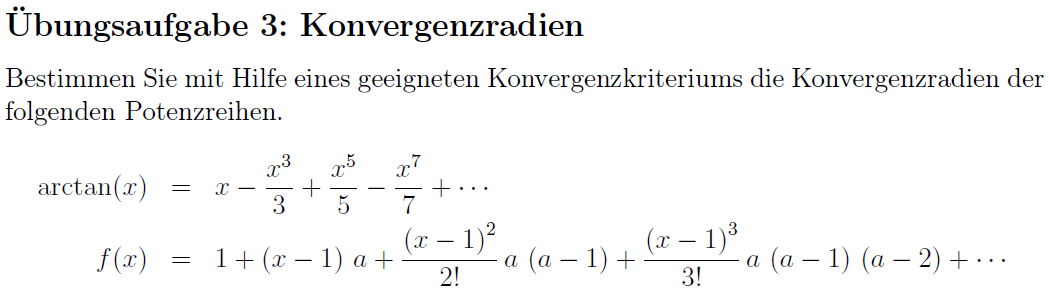 Übungsaufgabe 3: Konvergenzradien
Bestimmen Sie mit Hilfe eines geeigneten Konvergenzkriteriums die Konvergenzradien der
folgenden Potenzreihen.
arctan(x) = x − x³/3 + x⁵/5 − x⁷/7 + ⋯
f(x) = 1 + (x − 1) a + (x − 1)²/2! a (a − 1) + (x − 1)³/3! a (a − 1) (a − 2) + ⋯